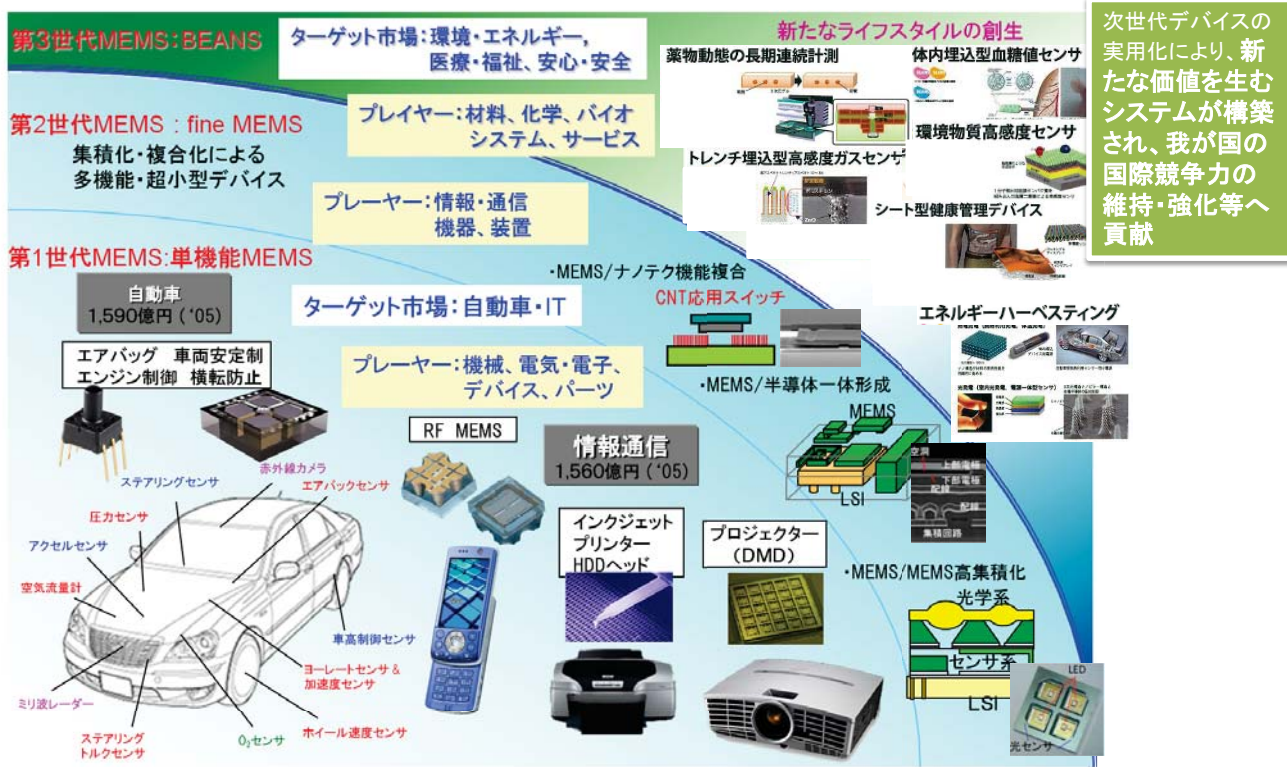 第3世代MEMS:BEANS
ターゲット市場:環境・エネルギー,
医療・福祉、安心・安全
新たなライフスタイルの創生
次世代デバイスの
実用化により、新
たな価値を生む
システムが構築
され、我が国の
国際競争力の
維持・強化等へ
貢献
薬物動態の長期連続計測
体内埋込型血糖値センサ
環境物質高感度センサ
トレンチ埋込型高感度ガスセンサ
シート型健康管理デバイス
エネルギーハーベスティング
第2世代MEMS : fine MEMS
集積化・複合化による
多機能・超小型デバイス
プレイヤー:材料、化学、バイオ
システム、サービス
プレーヤー:情報・通信
機器、装置
第1世代MEMS:単機能MEMS
自動車
1,590億円 ('05)
ターゲット市場:自動車・IT
エアバッグ 車両安定制
エンジン制御 横転防止
プレーヤー:機械、電気・電子、
デバイス、パーツ
・MEMS/ナノテク機能複合
CNT応用スイッチ
・MEMS/半導体一体形成
MEMS
LSI
空洞
上部電極
下部電極
配線
配線
集積回路
RF MEMS
情報通信
1,560億円 ('05)
インクジェット
プリンター
HDDヘッド
プロジェクター
(DMD)
・MEMS/MEMS高集積化
光学系
センサ系
LSI
LED
光センサ
赤外線カメラ
ステアリングセンサ
エアバックセンサ
圧力センサ
アクセルセンサ
空気流量計
車高制御センサ
ヨーレートセンサ &
加速度センサ
ミリ波レーダー
ステアリング
トルクセンサ
O₂センサ
ホイール速度センサ